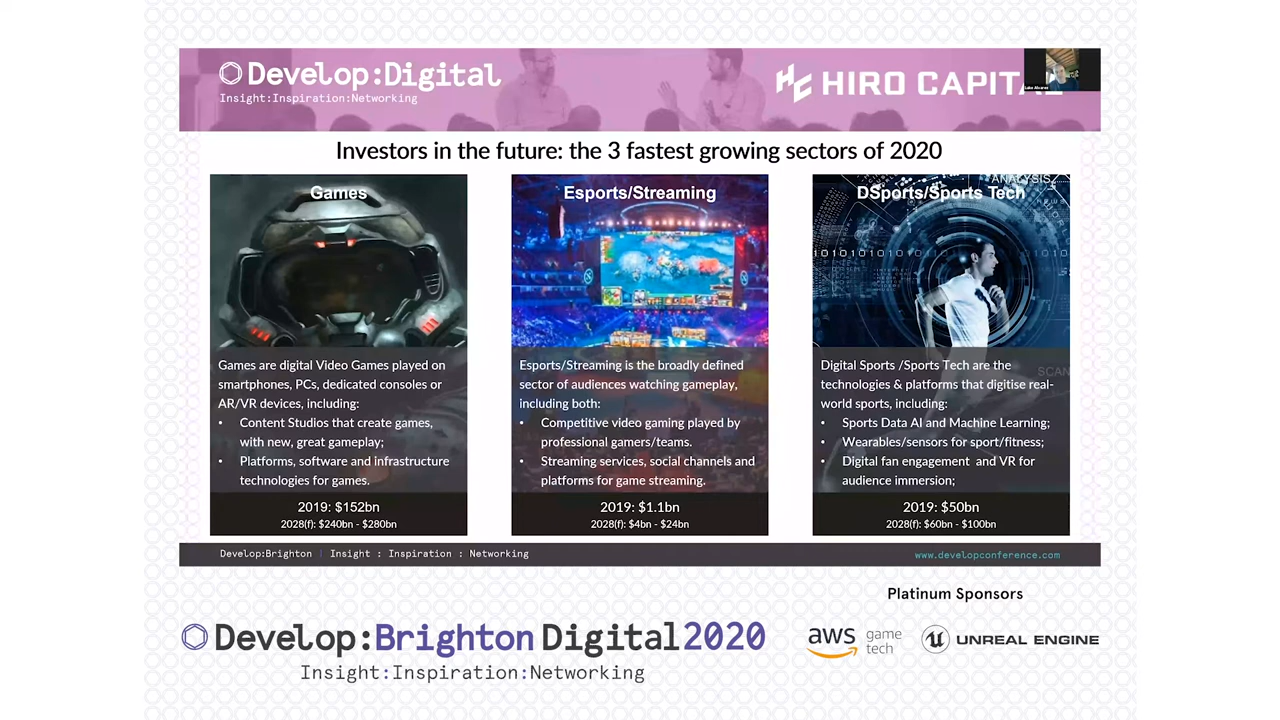 Develop:Digital
Insight:Inspiration:Networking
HIRO CAPITAL
Luke Alvarez
Investors in the future: the 3 fastest growing sectors of 2020
Games
Games are digital Video Games played on
smartphones, PCs, dedicated consoles or
AR/VR devices, including:
• Content Studios that create games,
with new, great gameplay;
• Platforms, software and infrastructure
technologies for games.
2019: $152bn
2028(f): $240bn - $280bn
Esports/Streaming
Esports/Streaming is the broadly defined
sector of audiences watching gameplay,
including both:
• Competitive video gaming played by
professional gamers/teams.
• Streaming services, social channels and
platforms for game streaming.
2019: $1.1bn
2028(f): $4bn - $24bn
ANALYSIS
DSports/Sports Tech
1010101010
SCAN
Digital Sports /Sports Tech are the
technologies & platforms that digitise real-
world sports, including:
• Sports Data AI and Machine Learning;
• Wearables/sensors for sport/fitness;
• Digital fan engagement and VR for
audience immersion;
2019: $50bn
2028(f): $60bn - $100bn
Develop:Brighton | Insight : Inspiration : Networking
www.developconference.com
Platinum Sponsors
Develop:Brighton Digital 2020
Insight:Inspiration:Networking
aws game tech
UNREAL ENGINE